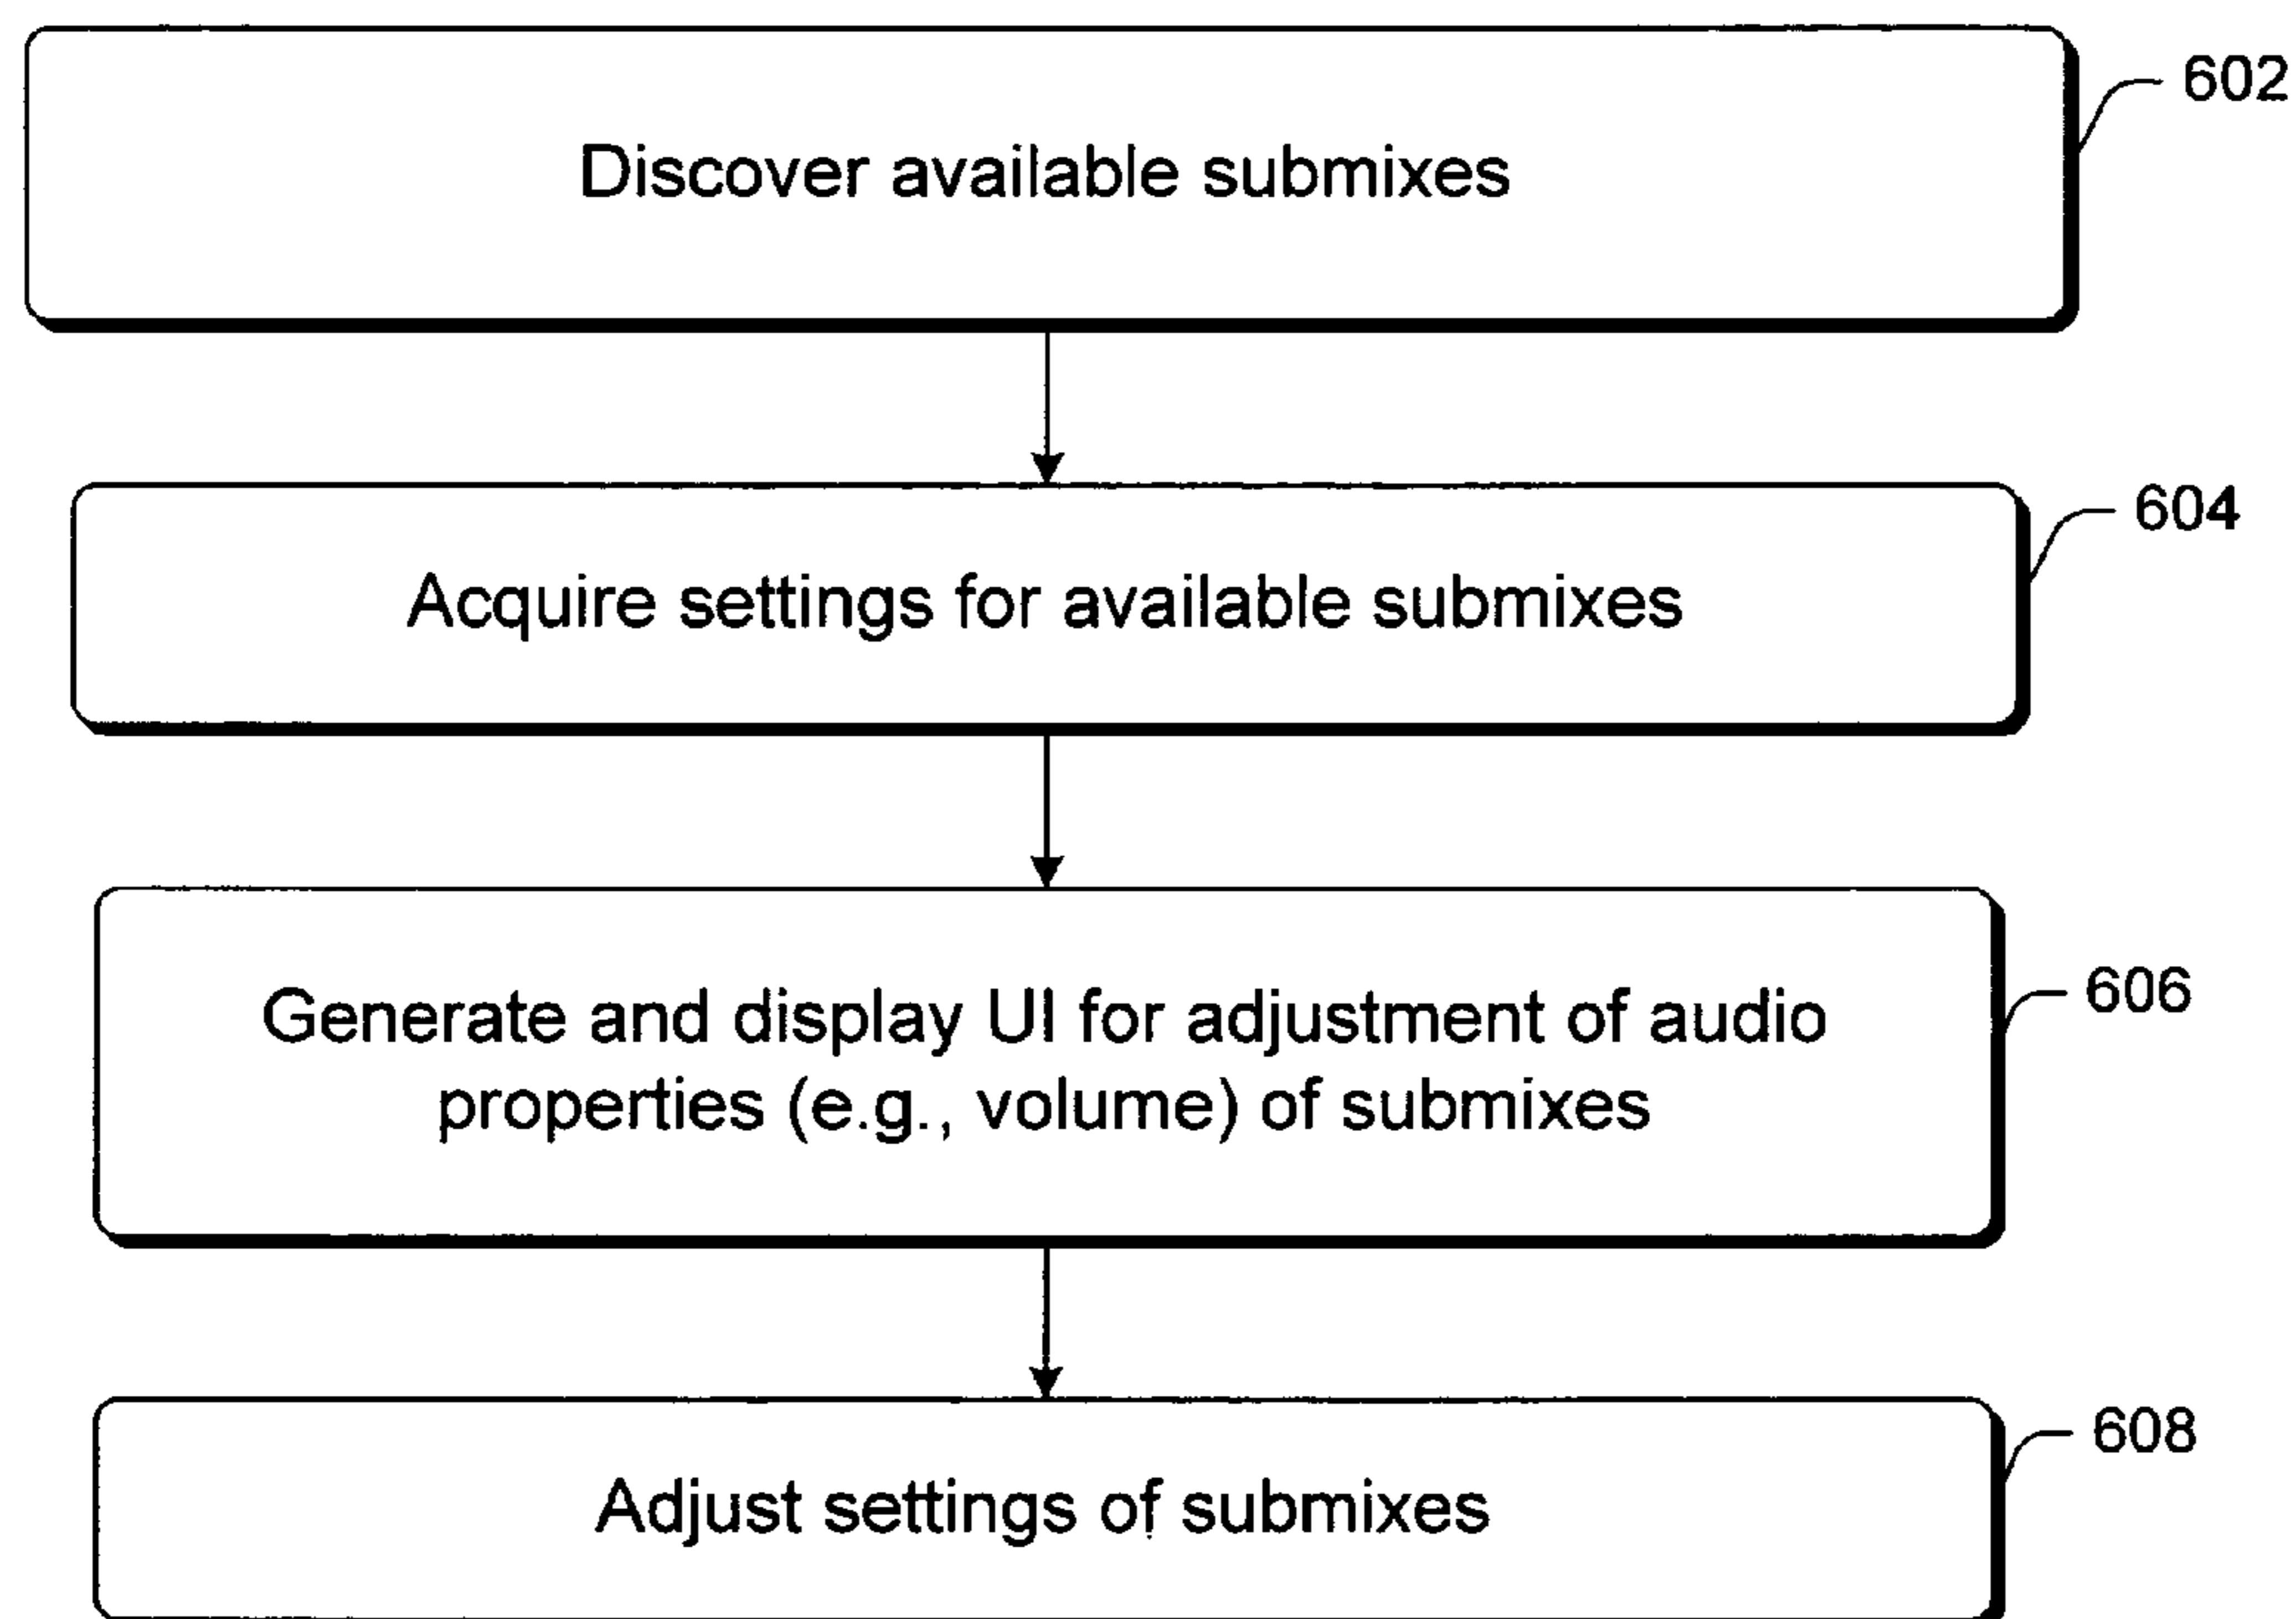 Discover available submixes
602
Acquire settings for available submixes
604
Generate and display UI for adjustment of audio
properties (e.g., volume) of submixes
606
Adjust settings of submixes
608